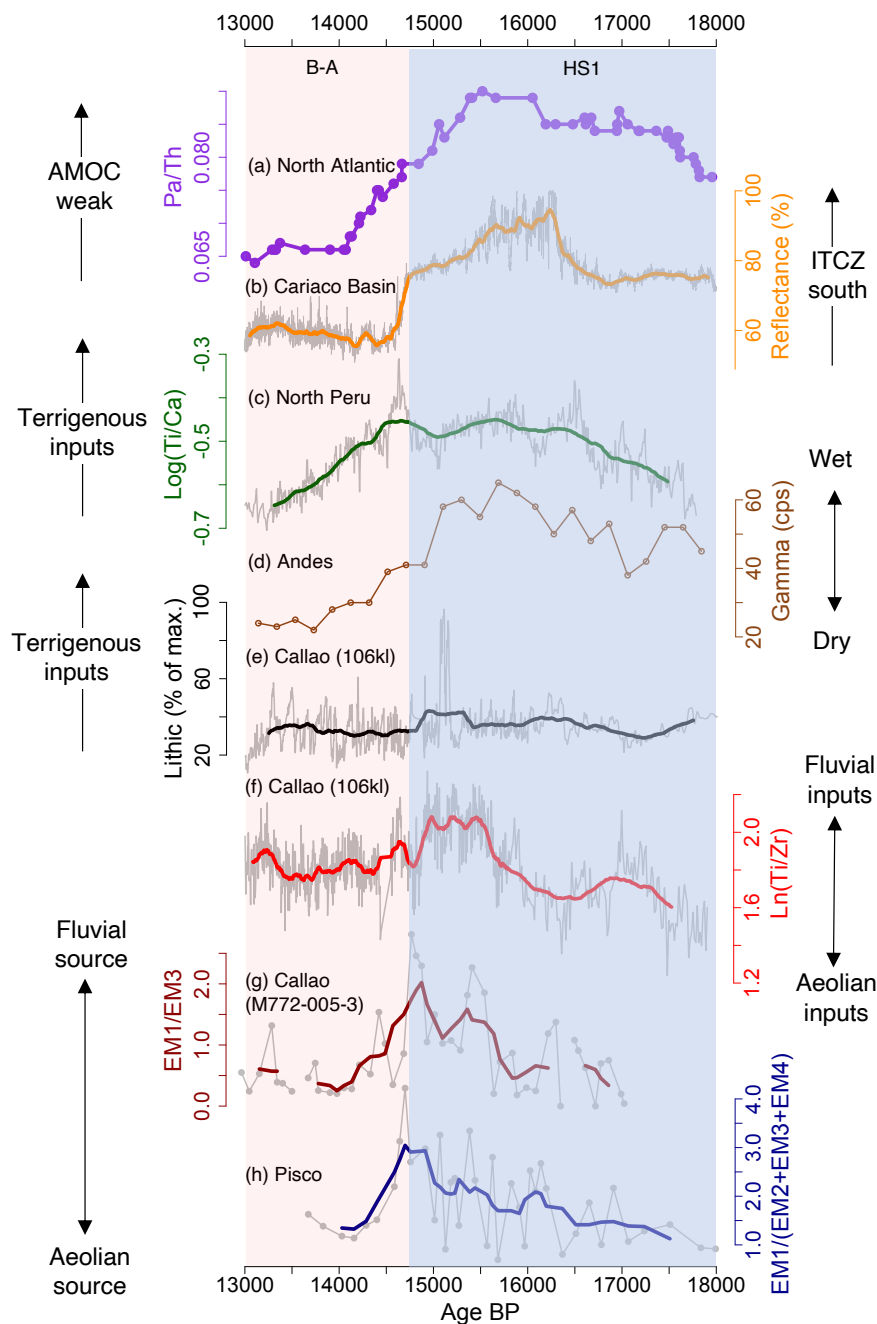 13000 14000 15000 16000 17000 18000
B-A HS1
AMOC
weak
Pa/Th
0.080
0.065
(a) North Atlantic
100
80
60
Reflectance (%)
ITCZ
south
(b) Cariaco Basin
Terrigenous
inputs
Log(Ti/Ca)
-0.3
-0.5
-0.7
(c) North Peru
Wet
Dry
60
40
20
Gamma (cps)
(d) Andes
Terrigenous
inputs
Lithic (% of max.)
100
60
20
(e) Callao (106kl)
(f) Callao (106kl)
2.0
1.6
1.2
Ln(Ti/Zr)
Fluvial
inputs
Aeolian
inputs
Fluvial
source
EM1/EM3
2.0
1.0
0.0
(g) Callao
(M772-005-3)
4.0
3.0
2.0
1.0
EM1/(EM2+EM3+EM4)
(h) Pisco
Aeolian
source
13000 14000 15000 16000 17000 18000
Age BP